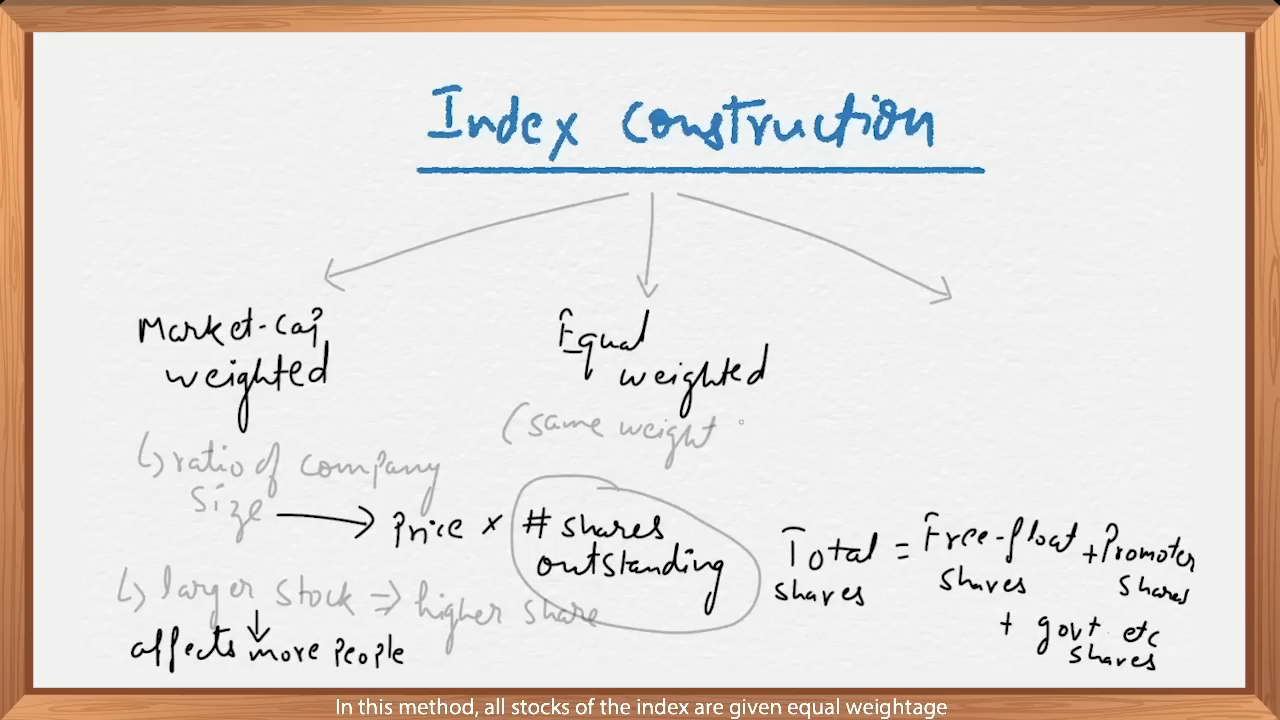 Index construction
Market-Cap
weighted
Equal
weighted
(same weight
↳ ratio of company
size → Price × # shares
outstanding
Total = Free-float + Promoter
shares shares shares
+ govt etc
shares
↳ larger stock ⇒ higher share
affects more people
In this method, all stocks of the index are given equal weightage